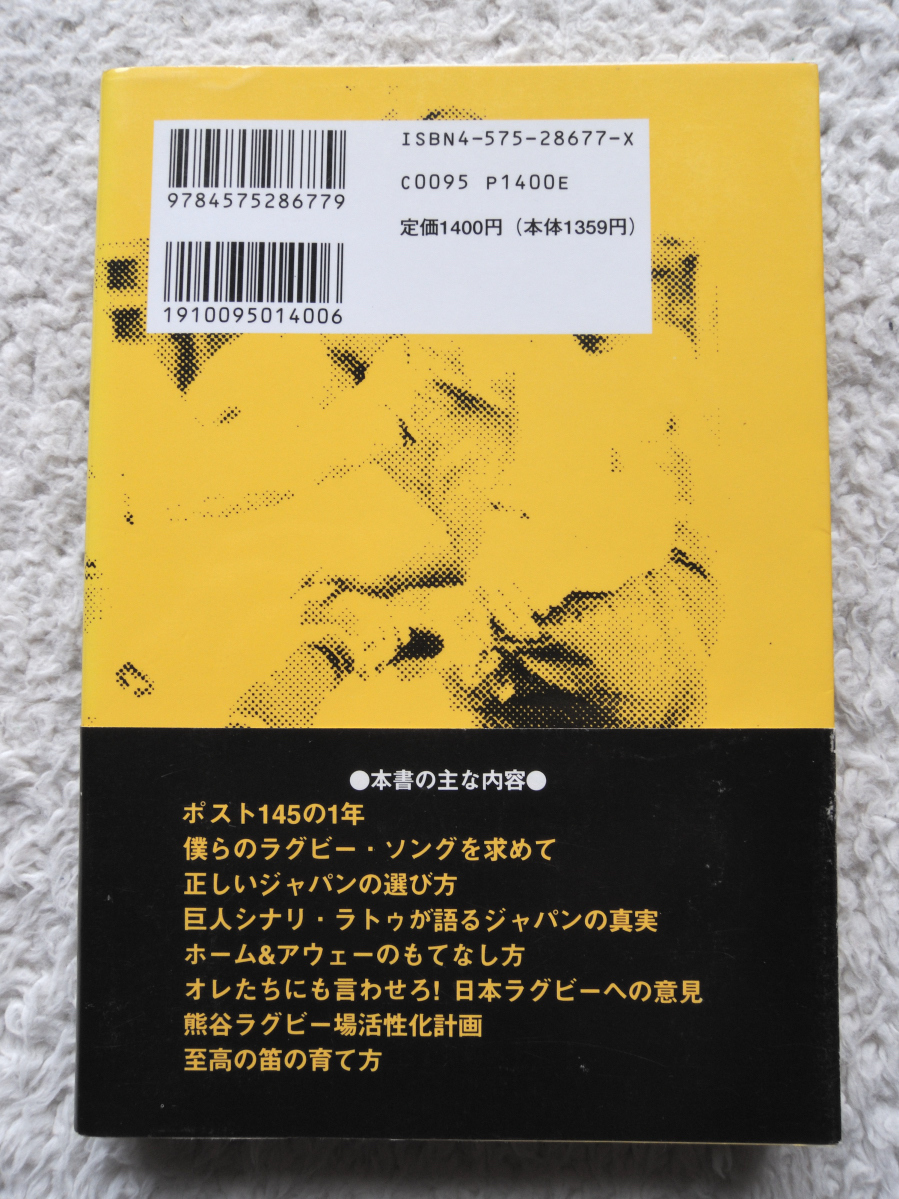 ISBN4-575-28677-X
9784575286779
C0095 P1400E
定価1400円（本体1359円）
1910095014006
●本書の主な内容●
ポスト145の1年
僕らのラグビー・ソングを求めて
正しいジャパンの選び方
巨人シナリ・ラトゥが語るジャパンの真実
ホーム&アウェーのもてなし方
オレたちにも言わせろ! 日本ラグビーへの意見
熊谷ラグビー場活性化計画
至高の笛の育て方